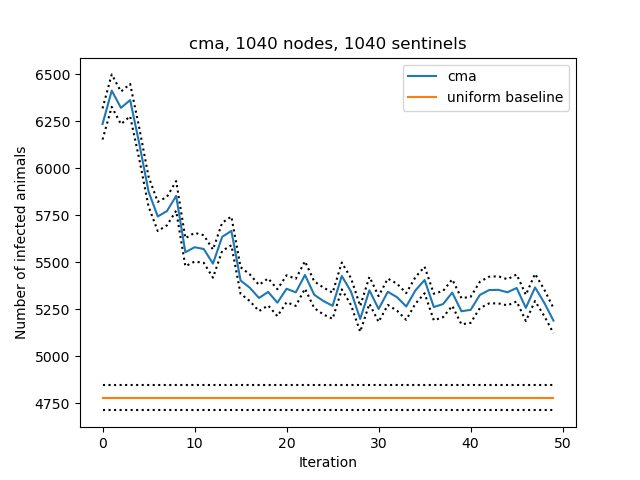 cma, 1040 nodes, 1040 sentinels
cma
uniform baseline
Number of infected animals
6500
6250
6000
5750
5500
5250
5000
4750
0 10 20 30 40 50
Iteration